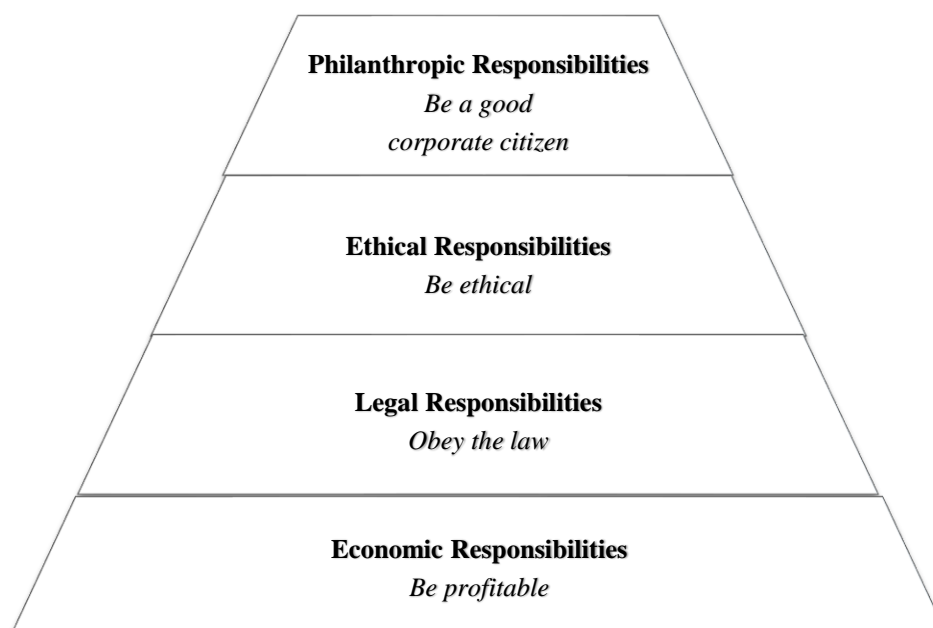 Philanthropic Responsibilities
Be a good
corporate citizen
Ethical Responsibilities
Be ethical
Legal Responsibilities
Obey the law
Economic Responsibilities
Be profitable